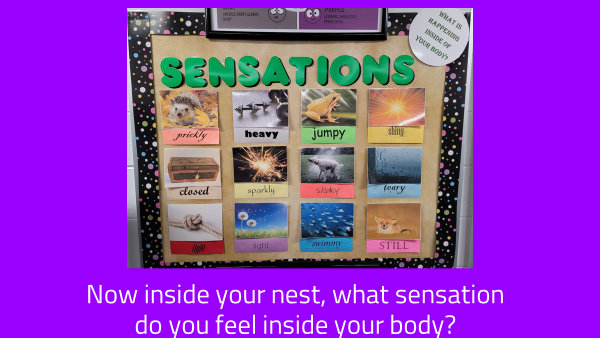 PURPLE
WHAT IS
HAPPENING
INSIDE OF
YOUR BODY?
SENSATIONS
prickly
heavy
jumpy
shiny
closed
sparkly
shaky
teary
tight
light
swimmy
STILL
Now inside your nest, what sensation
do you feel inside your body?